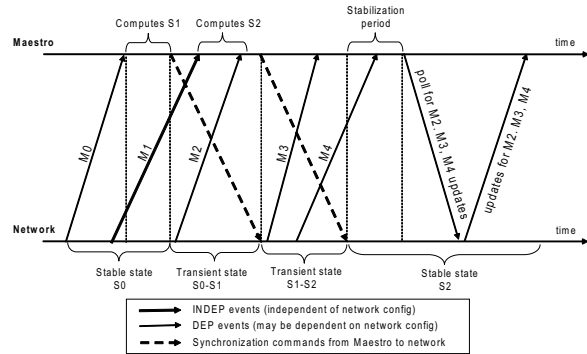 Computes S1
Computes S2
Stabilization
period
Maestro
time
M0
M1
M2
M3
M4
poll for M2. M3, M4 updates
updates for M2. M3, M4
Network
time
Stable state
S0
Transient state
S0-S1
Transient state
S1-S2
Stable state
S2
INDEP events (independent of network config)
DEP events (may be dependent on network config)
Synchronization commands from Maestro to network